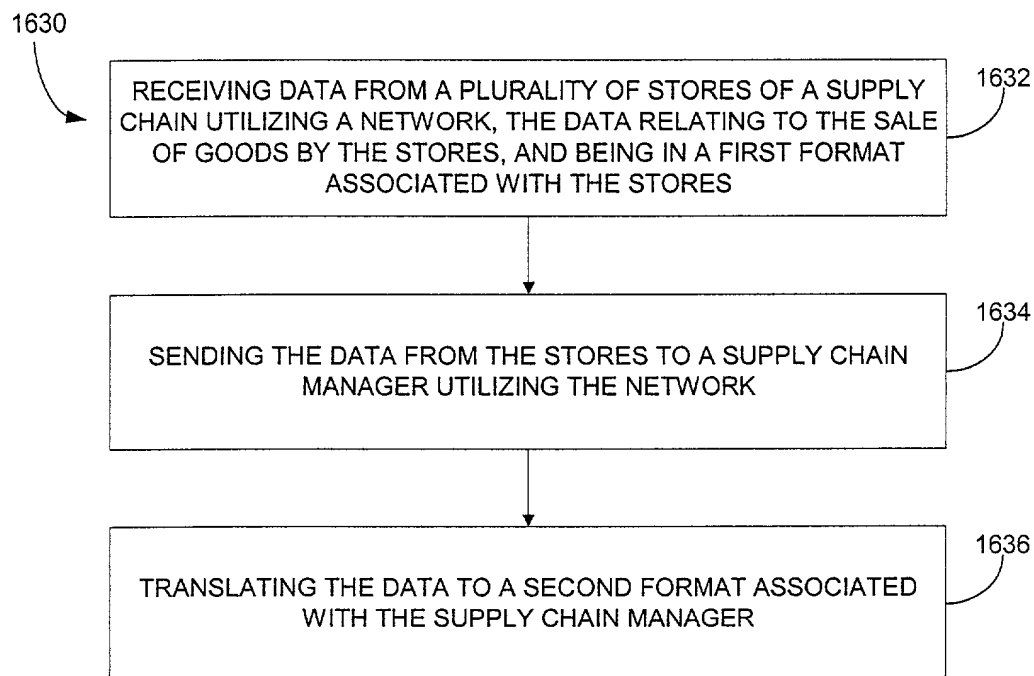 1630
1632
RECEIVING DATA FROM A PLURALITY OF STORES OF A SUPPLY
CHAIN UTILIZING A NETWORK, THE DATA RELATING TO THE SALE
OF GOODS BY THE STORES, AND BEING IN A FIRST FORMAT
ASSOCIATED WITH THE STORES
1634
SENDING THE DATA FROM THE STORES TO A SUPPLY CHAIN
MANAGER UTILIZING THE NETWORK
1636
TRANSLATING THE DATA TO A SECOND FORMAT ASSOCIATED
WITH THE SUPPLY CHAIN MANAGER